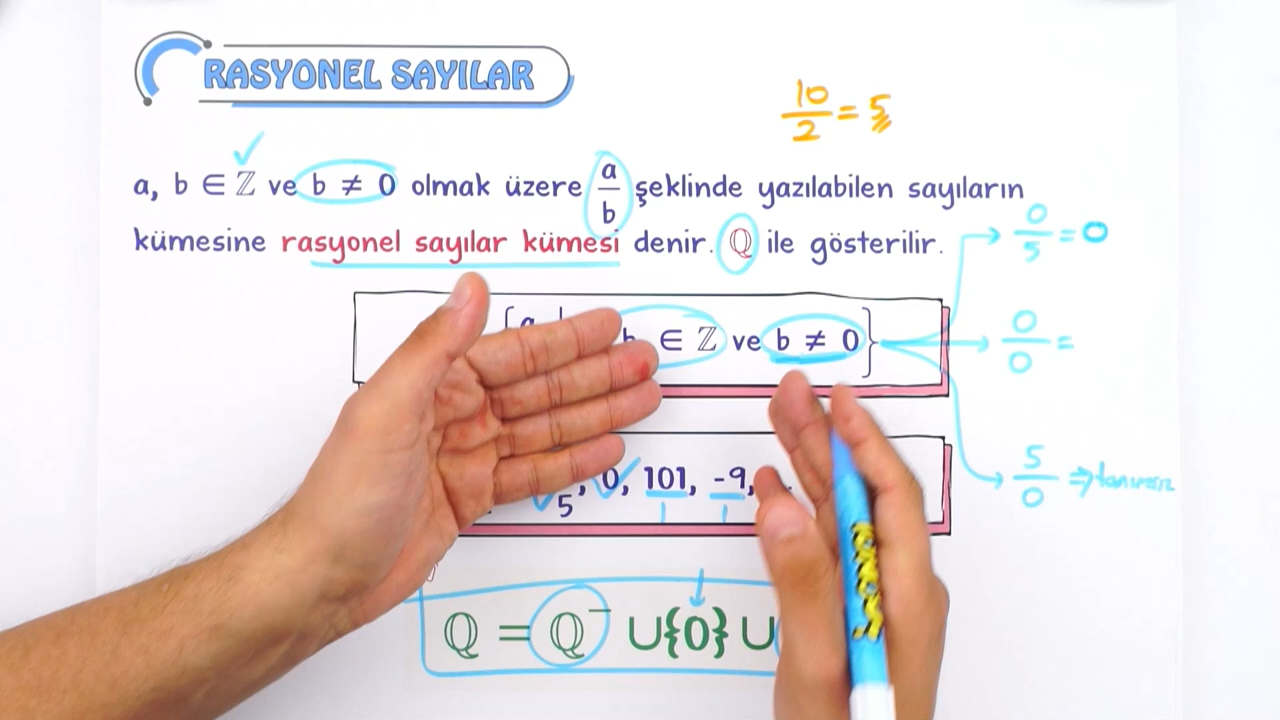 RASYONEL SAYILAR
10/2 = 5
a, b ∈ ℤ ve b ≠ 0 olmak üzere a/b şeklinde yazılabilen sayıların
kümesine rasyonel sayılar kümesi denir. ℚ ile gösterilir.
0/5 = 0
b ∈ ℤ ve b ≠ 0}
0/0 =
5, 0, 101, -9,
5/0 ⇒ tanımsız
ℚ = ℚ⁻ ∪ {0} ∪